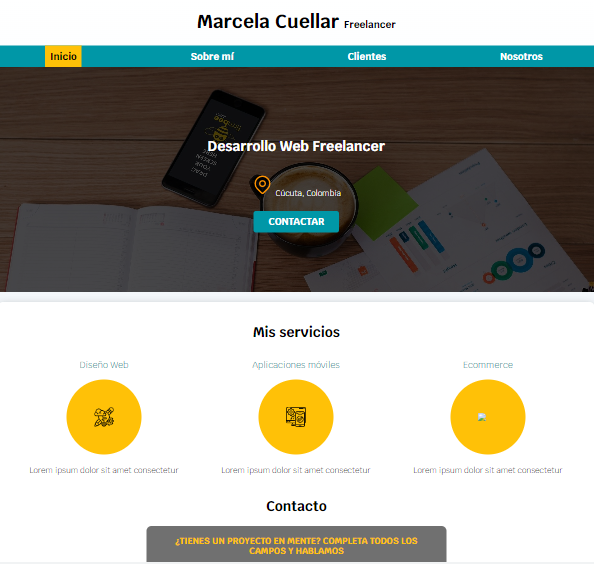 Marcela Cuellar Freelancer
Inicio Sobre mí Clientes Nosotros
Desarrollo Web Freelancer
Cúcuta, Colombia
CONTACTAR
Mis servicios
Diseño Web Aplicaciones móviles Ecommerce
Lorem ipsum dolor sit amet consectetur Lorem ipsum dolor sit amet consectetur Lorem ipsum dolor sit amet consectetur
Contacto
¿TIENES UN PROYECTO EN MENTE? COMPLETA TODOS LOS
CAMPOS Y HABLAMOS